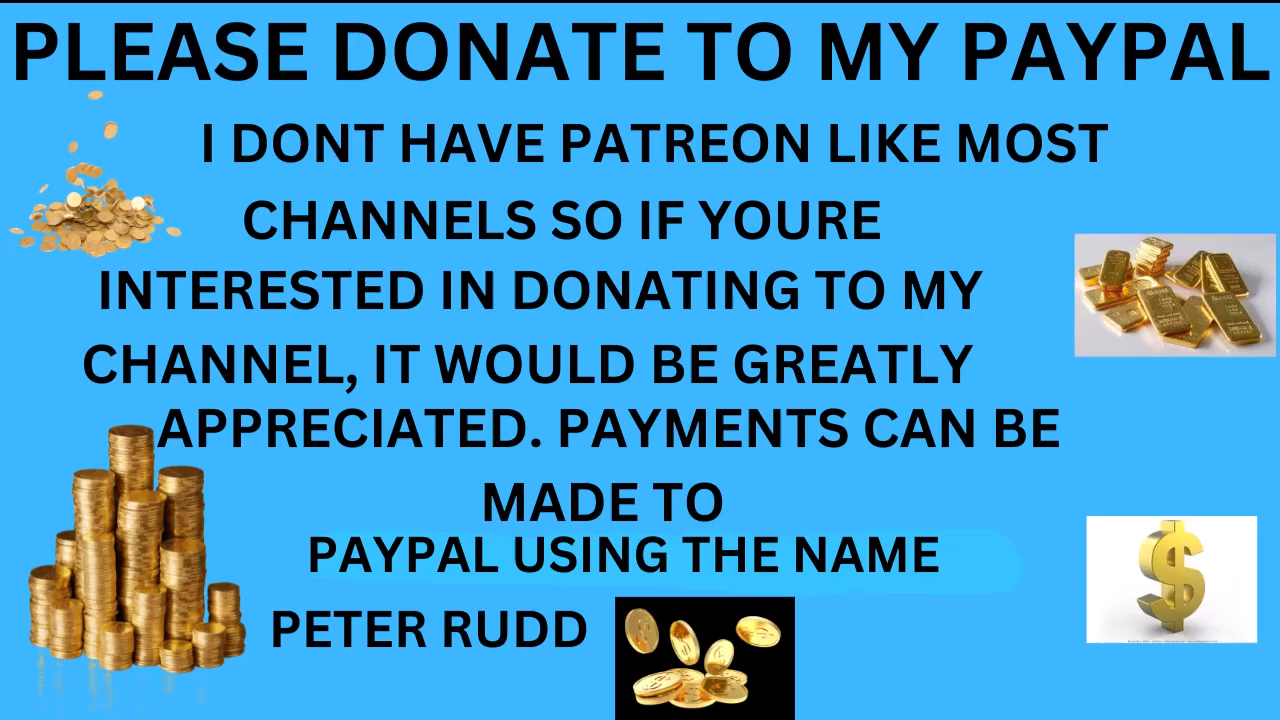 PLEASE DONATE TO MY PAYPAL
I DONT HAVE PATREON LIKE MOST
CHANNELS SO IF YOURE
INTERESTED IN DONATING TO MY
CHANNEL, IT WOULD BE GREATLY
APPRECIATED. PAYMENTS CAN BE
MADE TO
PAYPAL USING THE NAME
PETER RUDD